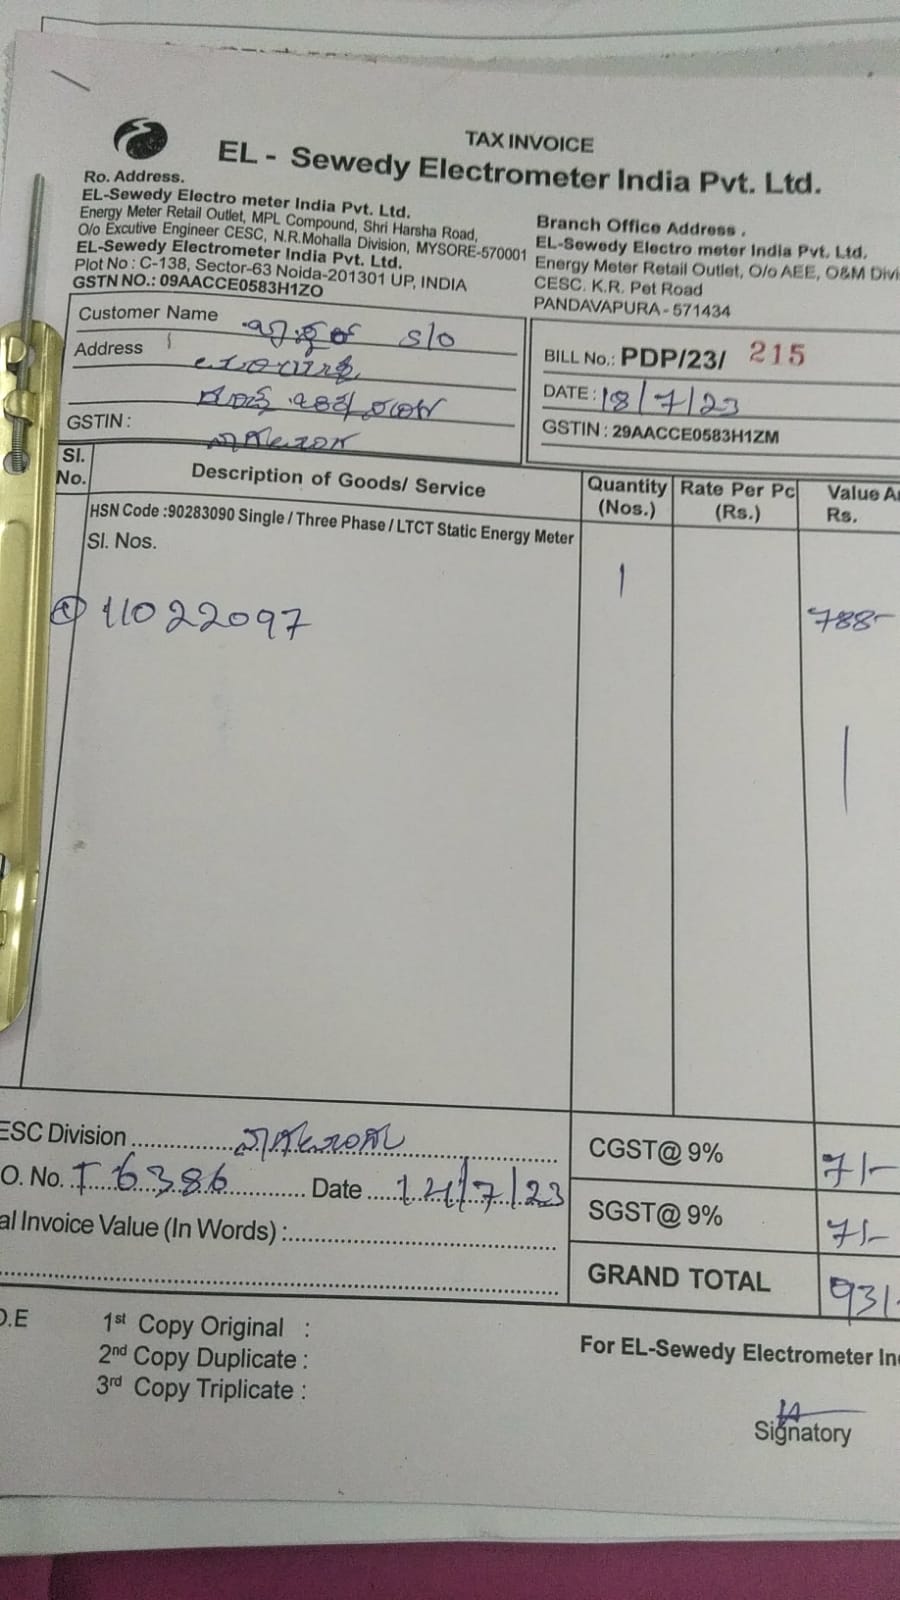 TAX INVOICE
EL - Sewedy Electrometer India Pvt. Ltd.
Ro. Address.
EL-Sewedy Electro meter India Pvt. Ltd.
Energy Meter Retail Outlet, MPL Compound, Shri Harsha Road,
O/o Excutive Engineer CESC, N.R.Mohalla Division, MYSORE-570001
EL-Sewedy Electrometer India Pvt. Ltd.
Plot No : C-138, Sector-63 Noida-201301 UP, INDIA
GSTN NO.: 09AACCE0583H1ZO
Branch Office Address .
EL-Sewedy Electro meter India Pvt. Ltd.
Energy Meter Retail Outlet, O/o AEE, O&M Divi
CESC. K.R. Pet Road
PANDAVAPURA - 571434
Customer Name S/o
Address
GSTIN :
BILL No.: PDP/23/ 215
DATE : 18/7/23
GSTIN : 29AACCE0583H1ZM
Sl. No. Description of Goods/ Service Quantity (Nos.) Rate Per Pc (Rs.) Value Rs.
HSN Code :90283090 Single / Three Phase / LTCT Static Energy Meter
Sl. Nos.
1
① 11022097 788-
ESC Division
CGST@ 9% 71/-
O. No. T 6386 Date 14/7/23
SGST@ 9% 71/-
al Invoice Value (In Words) :
GRAND TOTAL 931-
O.E
1st Copy Original :
2nd Copy Duplicate :
3rd Copy Triplicate :
For EL-Sewedy Electrometer In
Signatory